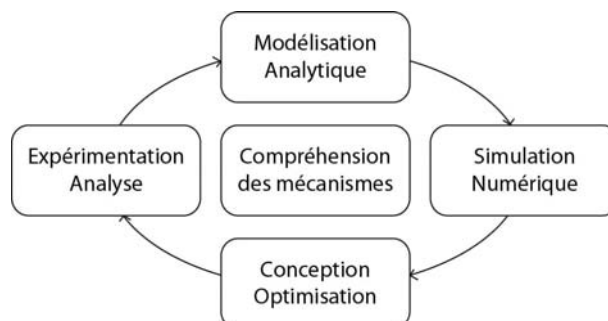 Modélisation
Analytique
Expérimentation
Analyse
Compréhension
des mécanismes
Simulation
Numérique
Conception
Optimisation